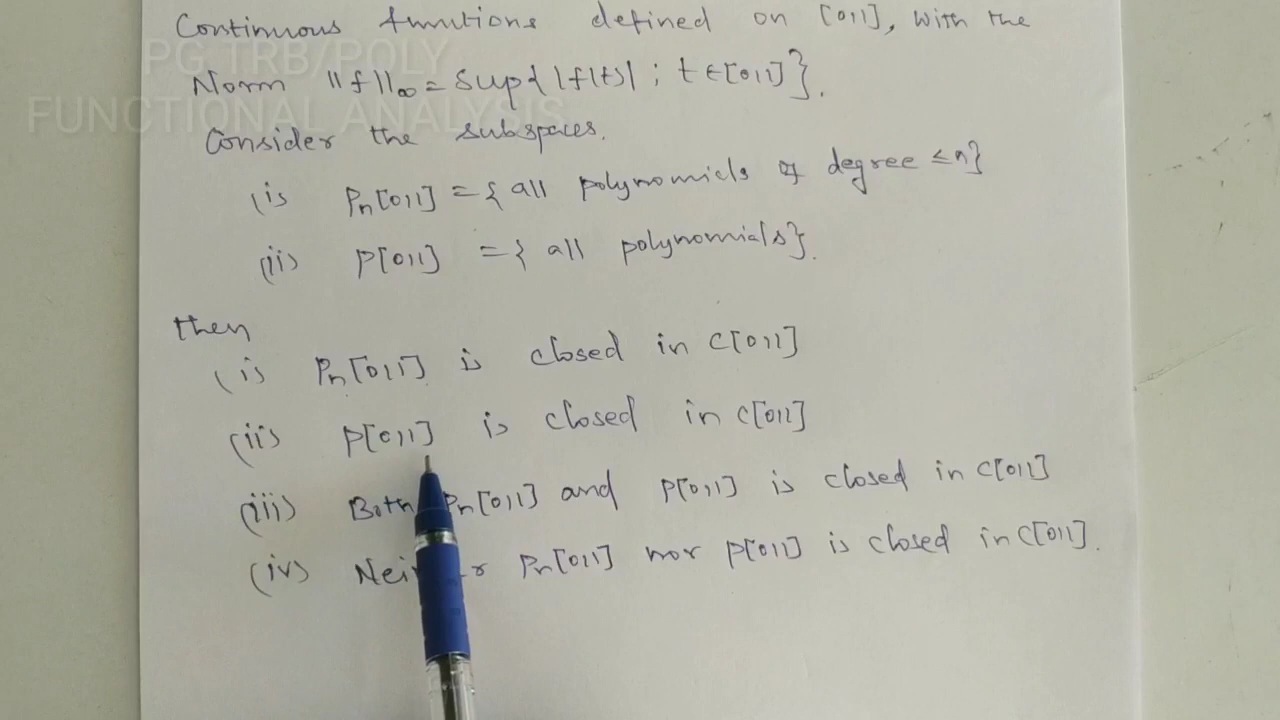 Continuous functions defined on [0,1], with the
PG TRB/POLY
Norm ||f||∞ = Sup{ |f(t)| ; t ∈ [0,1] }.
FUNCTIONAL ANALYSIS
Consider the subspaces.
(i) Pn[0,1] = { all polynomials of degree ≤ n }
(ii) P[0,1] = { all polynomials }.
then
(i) Pn[0,1] is closed in C[0,1]
(ii) P[0,1] is closed in C[0,1]
(iii) Both Pn[0,1] and P[0,1] is closed in C[0,1]
(iv) Pn[0,1] nor P[0,1] is closed in C[0,1].